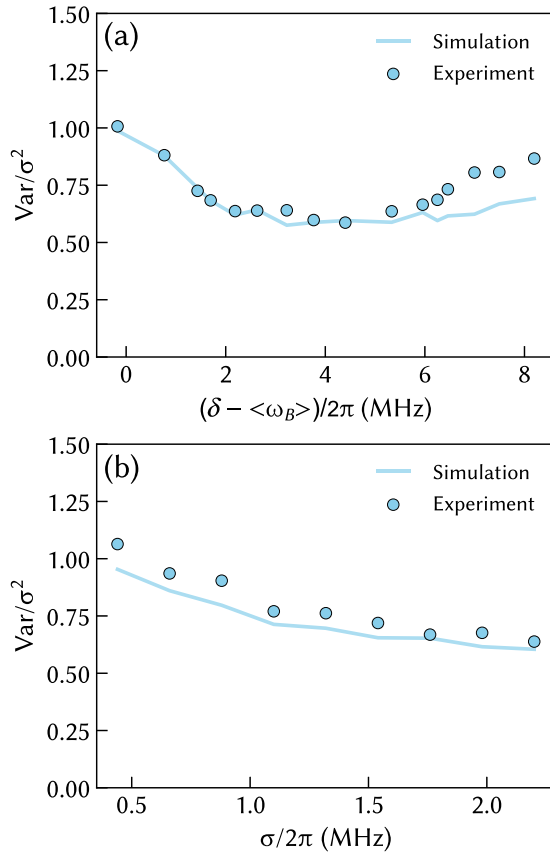 (a)
Simulation
Experiment
Var/σ²
1.50
1.25
1.00
0.75
0.50
0.25
0.00
0 2 4 6 8
(δ − <ω_B>)/2π (MHz)
(b)
Simulation
Experiment
Var/σ²
1.50
1.25
1.00
0.75
0.50
0.25
0.00
0.5 1.0 1.5 2.0
σ/2π (MHz)